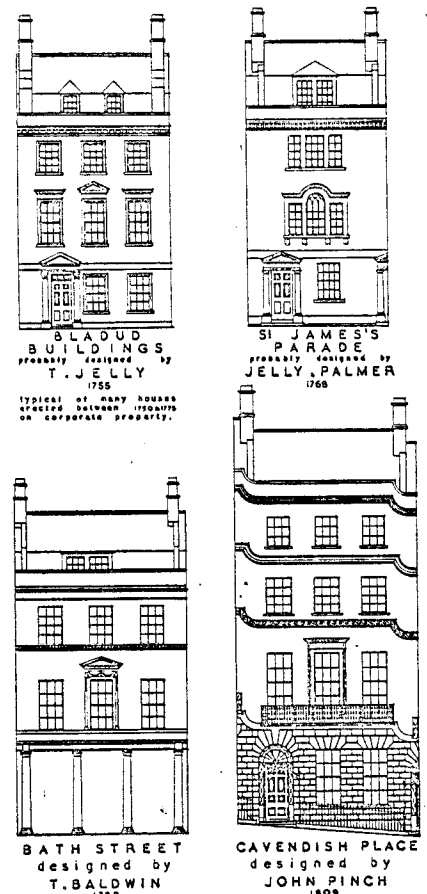 BLADUD
BUILDINGS
probably designed by
T. JELLY
1755
typical of many houses
erected between 1750 & 1775
on corporate property.
St JAMES'S
PARADE
probably designed by
JELLY & PALMER
1768
BATH STREET
designed by
T. BALDWIN
CAVENDISH PLACE
designed by
JOHN PINCH
1808